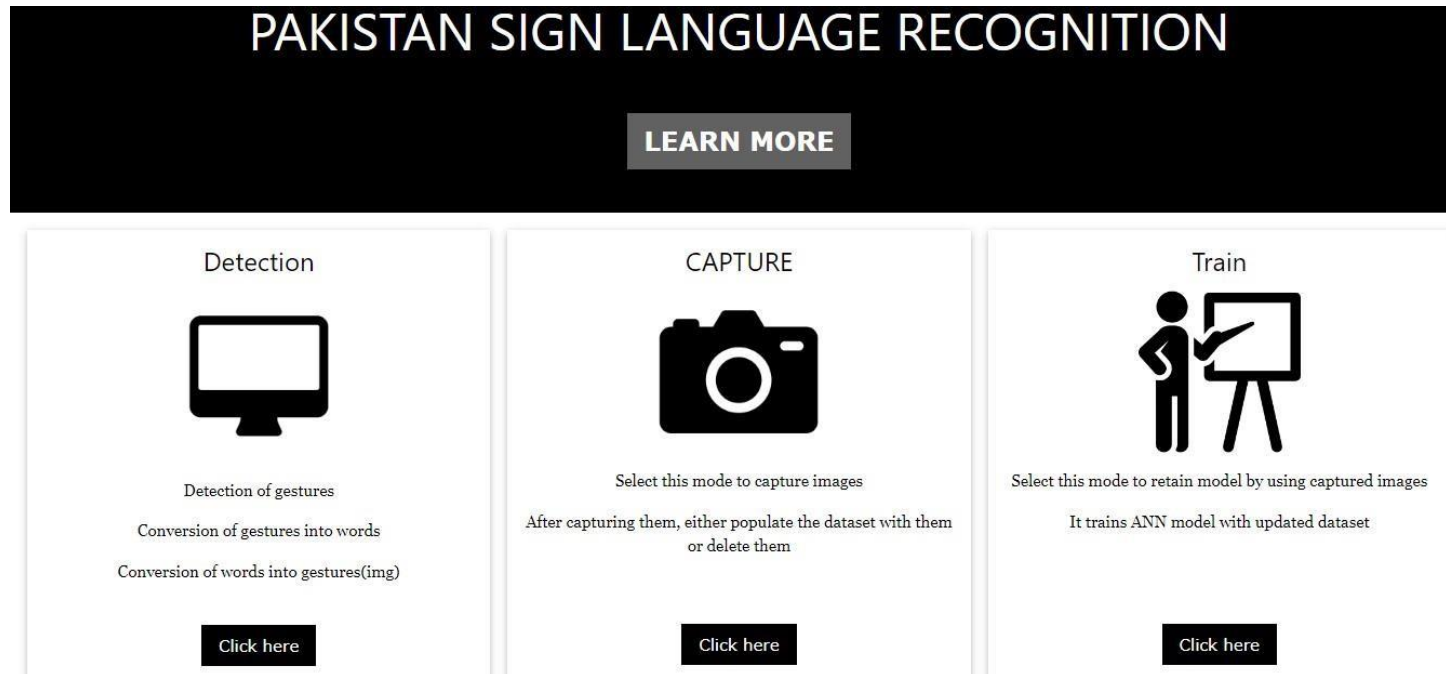 PAKISTAN SIGN LANGUAGE RECOGNITION
LEARN MORE
Detection
Detection of gestures
Conversion of gestures into words
Conversion of words into gestures(img)
Click here
CAPTURE
Select this mode to capture images
After capturing them, either populate the dataset with them
or delete them
Click here
Train
Select this mode to retain model by using captured images
It trains ANN model with updated dataset
Click here